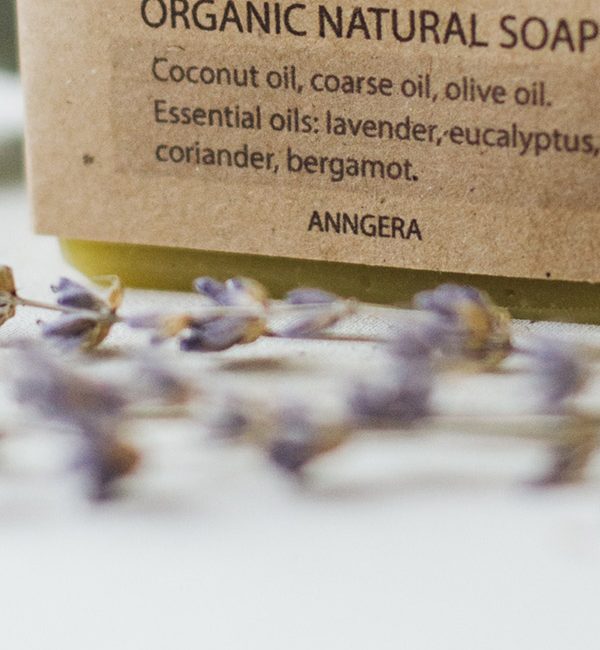 ORGANIC NATURAL SOAP
Coconut oil, coarse oil, olive oil.
Essential oils: lavender, eucalyptus,
coriander, bergamot.
ANNGERA